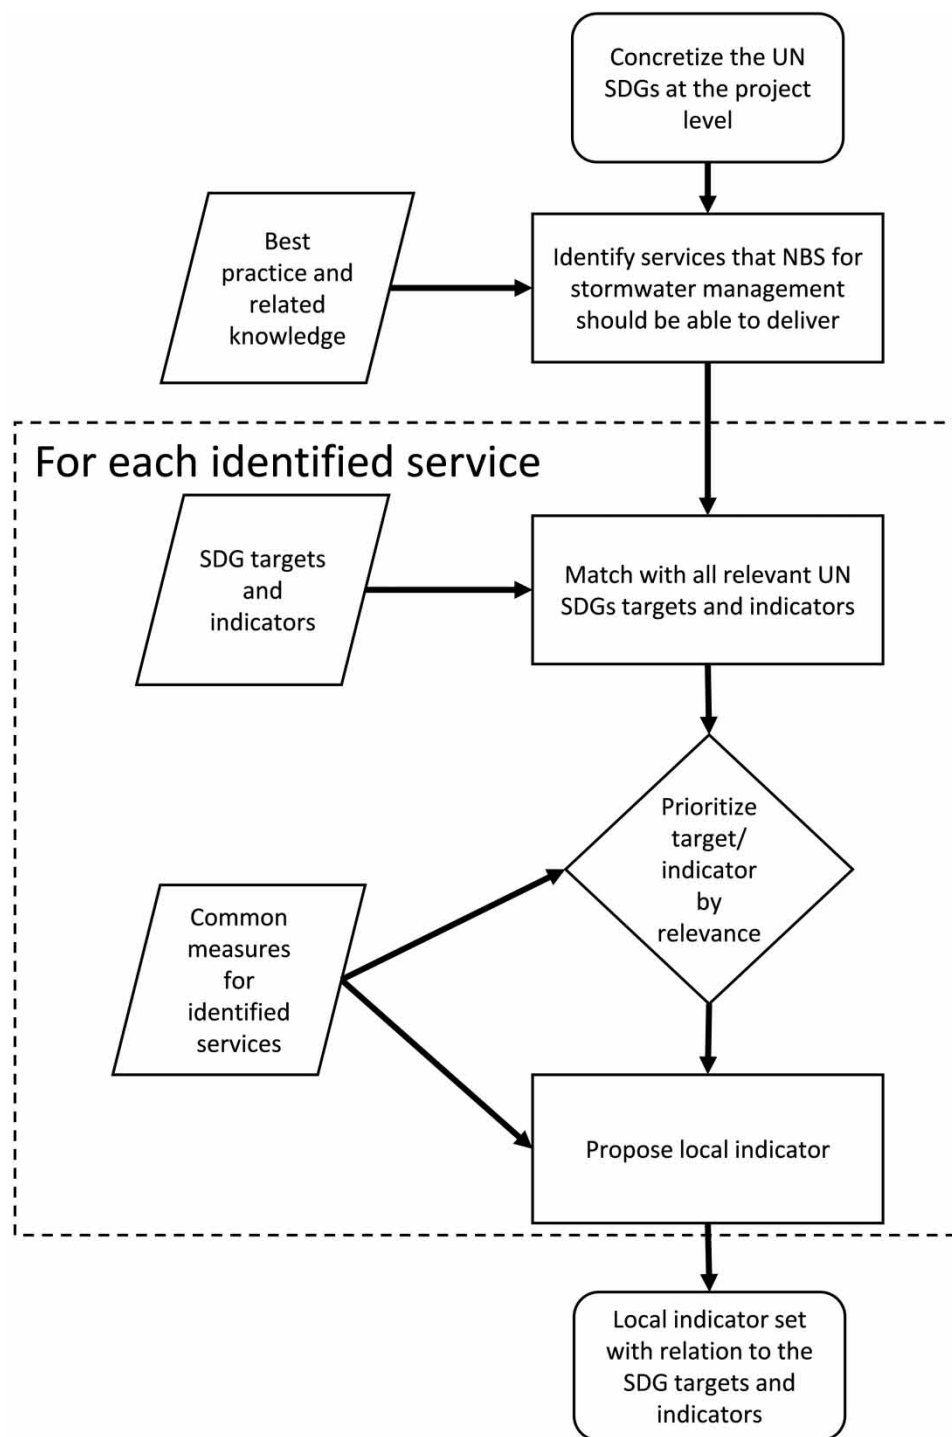 Concretize the UN
SDGs at the project
level
Best
practice and
related
knowledge
Identify services that NBS for
stormwater management
should be able to deliver
For each identified service
SDG targets
and
indicators
Match with all relevant UN
SDGs targets and indicators
Prioritize
target/
indicator
by
relevance
Common
measures
for
identified
services
Propose local indicator
Local indicator set
with relation to the
SDG targets and
indicators